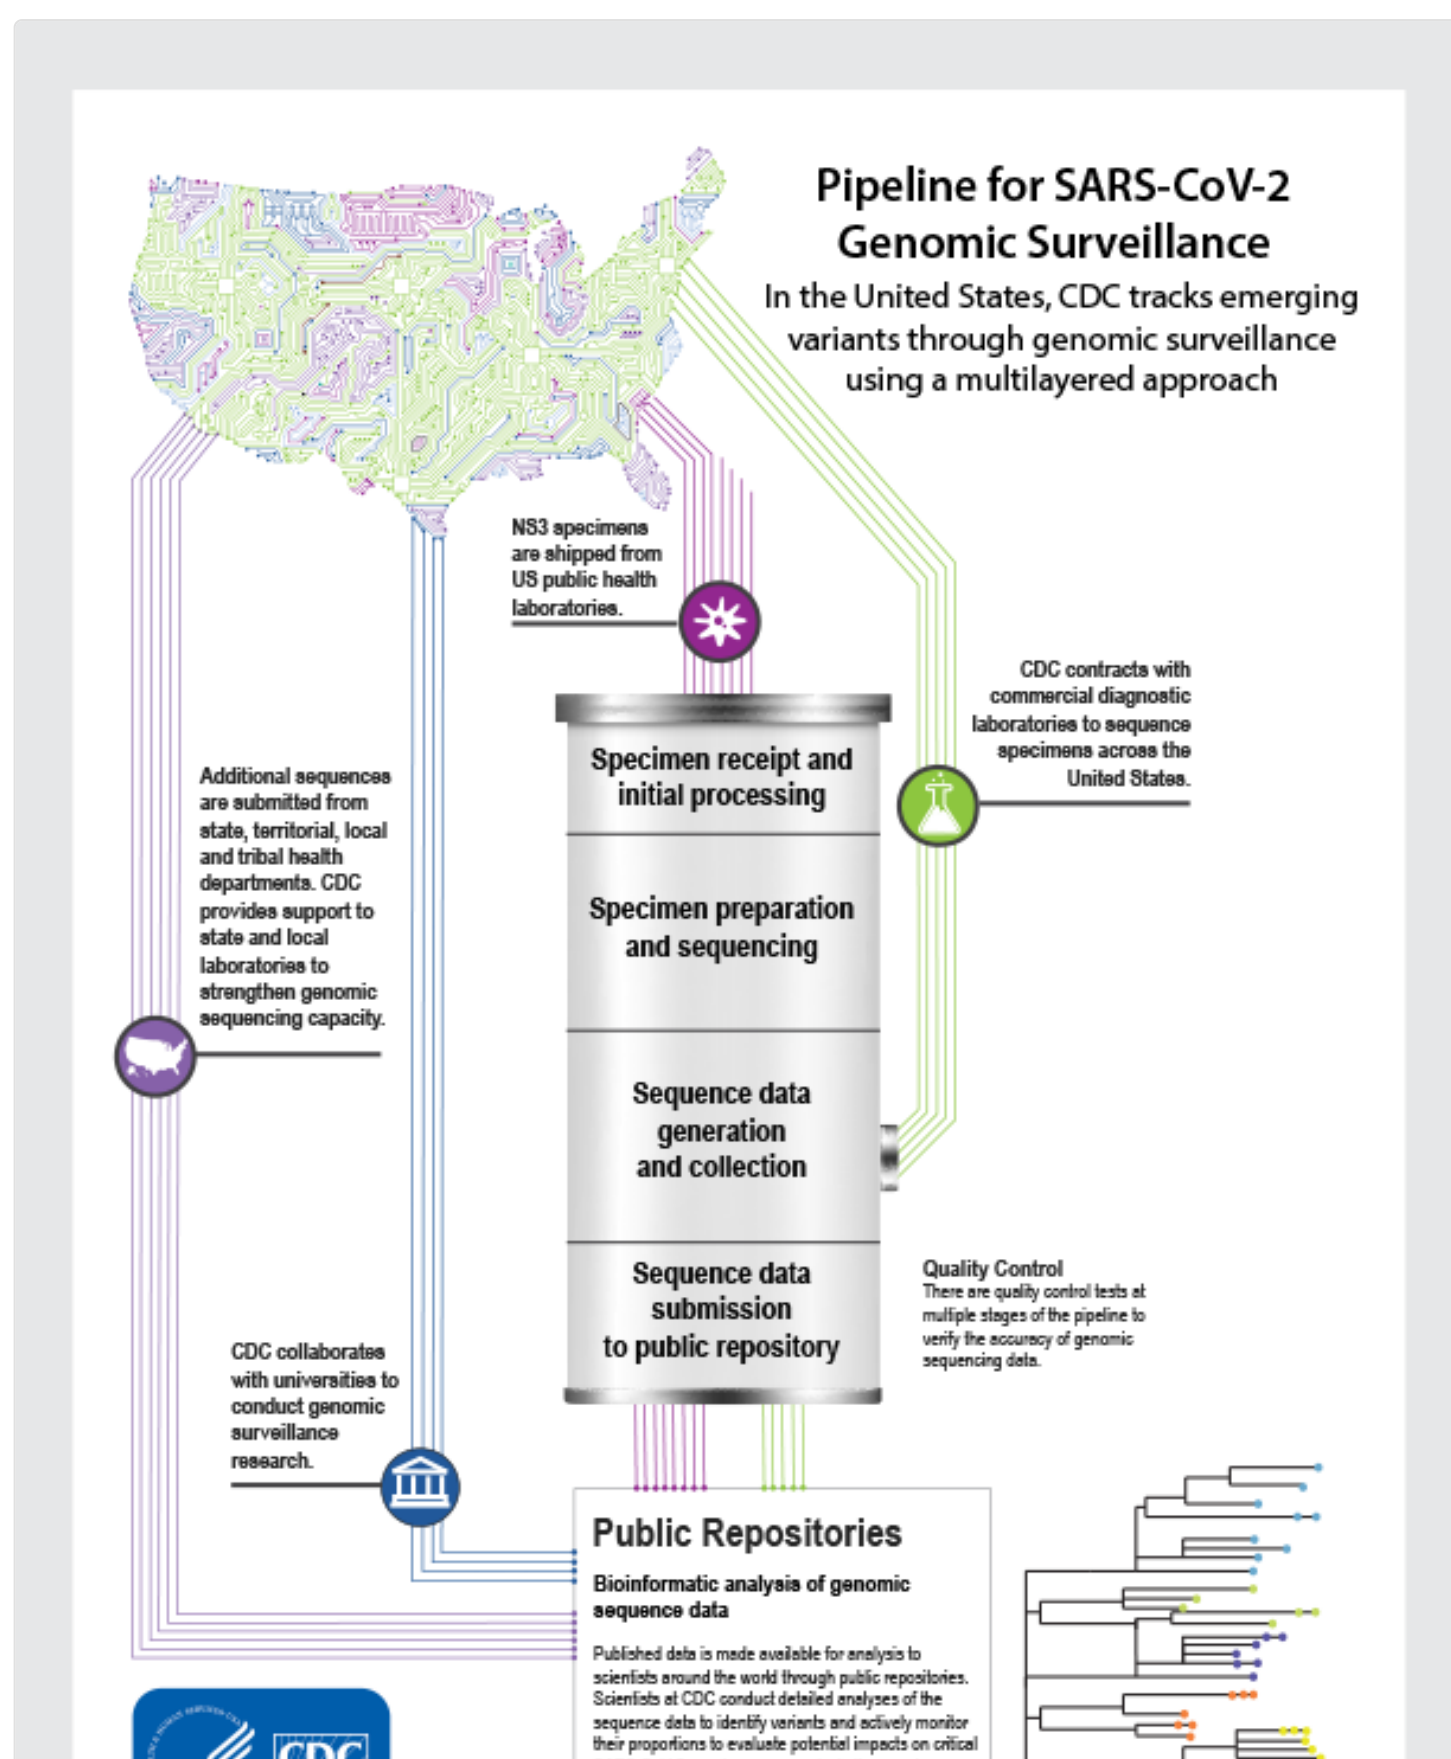 Pipeline for SARS-CoV-2
Genomic Surveillance
In the United States, CDC tracks emerging
variants through genomic surveillance
using a multilayered approach
NS3 specimens
are shipped from
US public health
laboratories.
CDC contracts with
commercial diagnostic
laboratories to sequence
specimens across the
United States.
Additional sequences
are submitted from
state, territorial, local
and tribal health
departments. CDC
provides support to
state and local
laboratories to
strengthen genomic
sequencing capacity.
Specimen receipt and
initial processing
Specimen preparation
and sequencing
Sequence data
generation
and collection
Sequence data
submission
to public repository
Quality Control
There are quality control tests at
multiple stages of the pipeline to
verify the accuracy of genomic
sequencing data.
CDC collaborates
with universities to
conduct genomic
surveillance
research.
Public Repositories
Bioinformatic analysis of genomic
sequence data
Published data is made available for analysis to
scientists around the world through public repositories.
Scientists at CDC conduct detailed analyses of the
sequence data to identify variants and actively monitor
their proportions to evaluate potential impacts on critical
CDC